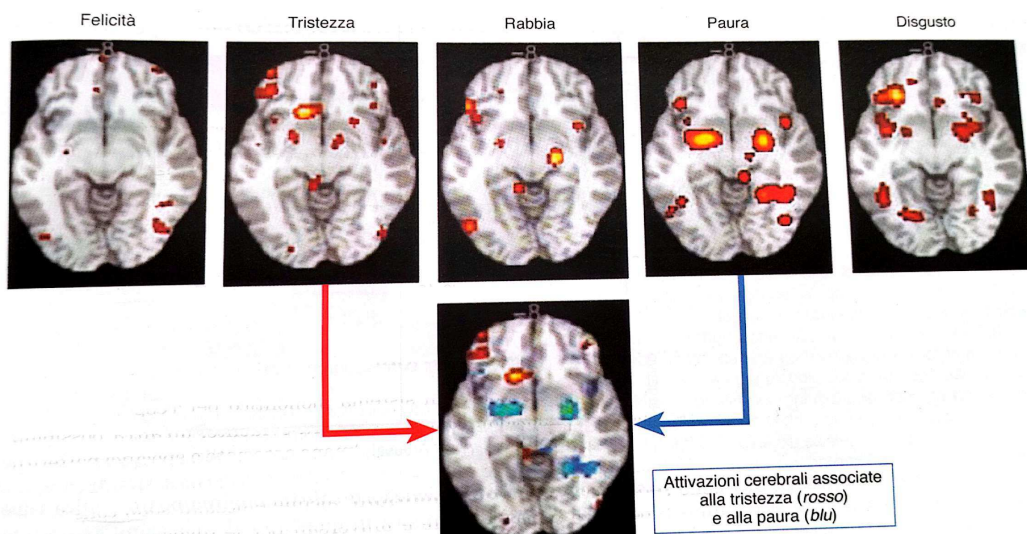 Felicità
Tristezza
Rabbia
Paura
Disgusto
−8
−8
−8
−8
−8
−8
Attivazioni cerebrali associate
alla tristezza (rosso)
e alla paura (blu)